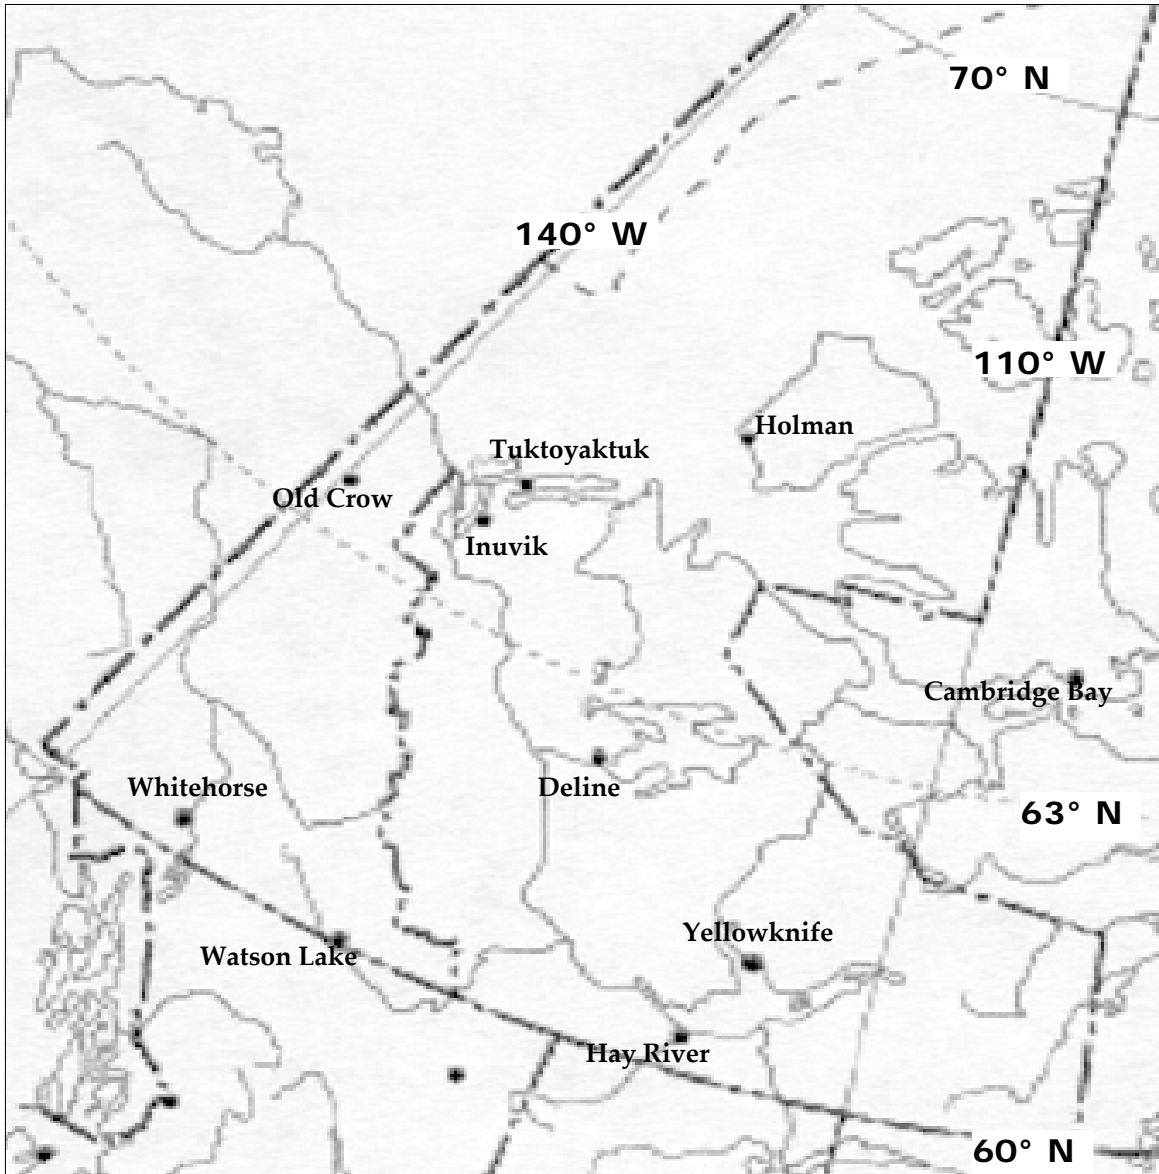 70° N
140° W
110° W
Holman
Tuktoyaktuk
Old Crow
Inuvik
Cambridge Bay
Whitehorse
Deline
63° N
Yellowknife
Watson Lake
Hay River
60° N